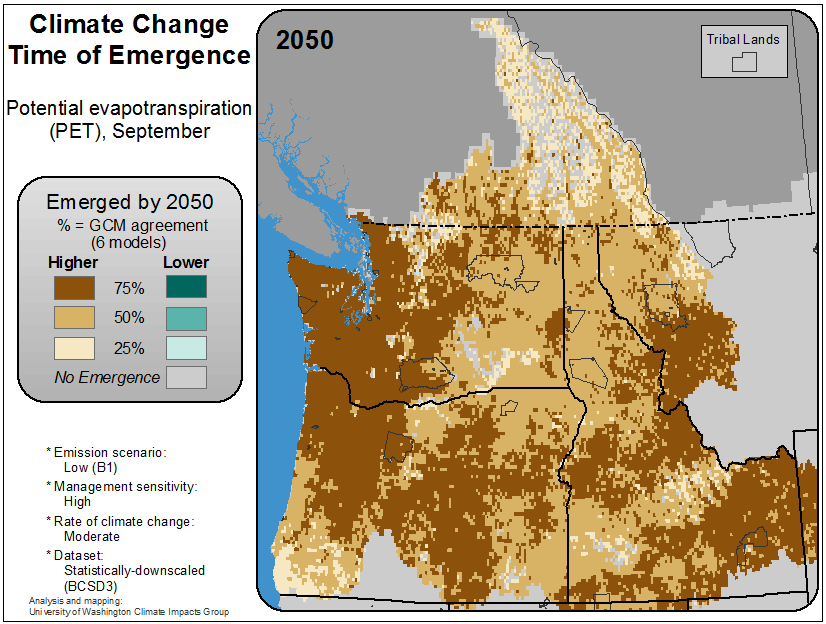 Climate Change
Time of Emergence
Potential evapotranspiration
(PET), September
Emerged by 2050
% = GCM agreement
(6 models)
Higher Lower
75%
50%
25%
No Emergence
* Emission scenario:
Low (B1)
* Management sensitivity:
High
* Rate of climate change:
Moderate
* Dataset:
Statistically-downscaled
(BCSD3)
Analysis and mapping:
University of Washington Climate Impacts Group
2050
Tribal Lands